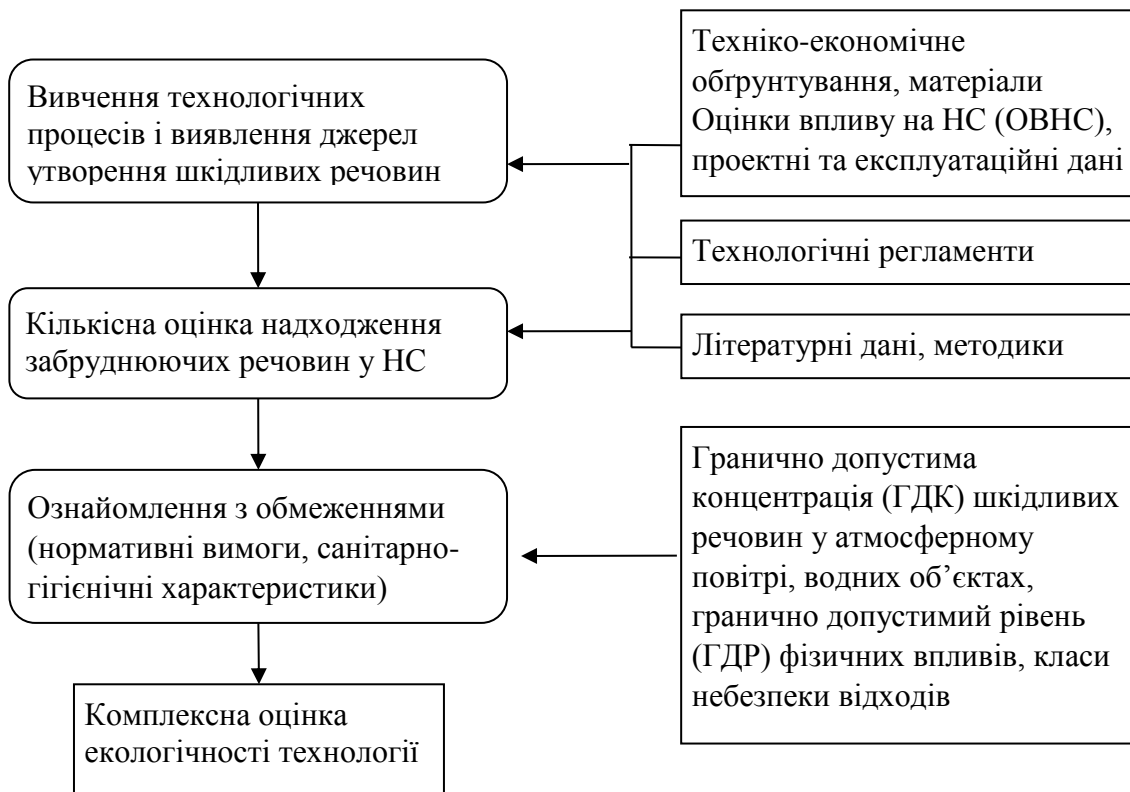 Вивчення технологічних
процесів і виявлення джерел
утворення шкідливих речовин
Техніко-економічне
обґрунтування, матеріали
Оцінки впливу на НС (ОВНС),
проектні та експлуатаційні дані
Технологічні регламенти
Кількісна оцінка надходження
забруднюючих речовин у НС
Літературні дані, методики
Ознайомлення з обмеженнями
(нормативні вимоги, санітарно-
гігієнічні характеристики)
Гранично допустима
концентрація (ГДК) шкідливих
речовин у атмосферному
повітрі, водних об’єктах,
гранично допустимий рівень
(ГДР) фізичних впливів, класи
небезпеки відходів
Комплексна оцінка
екологічності технології